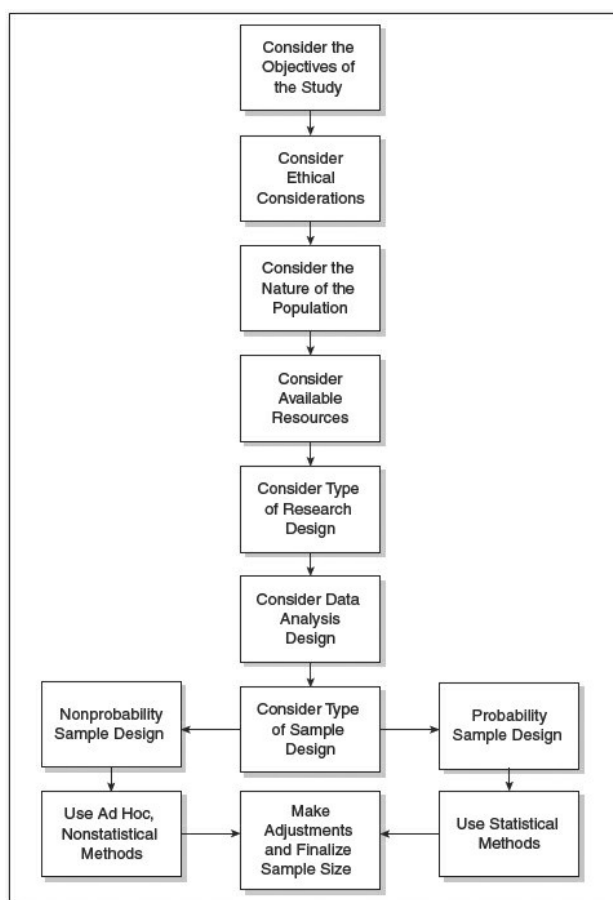 Consider the
Objectives of
the Study
Consider
Ethical
Considerations
Consider the
Nature of the
Population
Consider
Available
Resources
Consider Type
of Research
Design
Consider Data
Analysis
Design
Nonprobability
Sample Design
Consider Type
of Sample
Design
Probability
Sample Design
Use Ad Hoc,
Nonstatistical
Methods
Make
Adjustments
and Finalize
Sample Size
Use Statistical
Methods